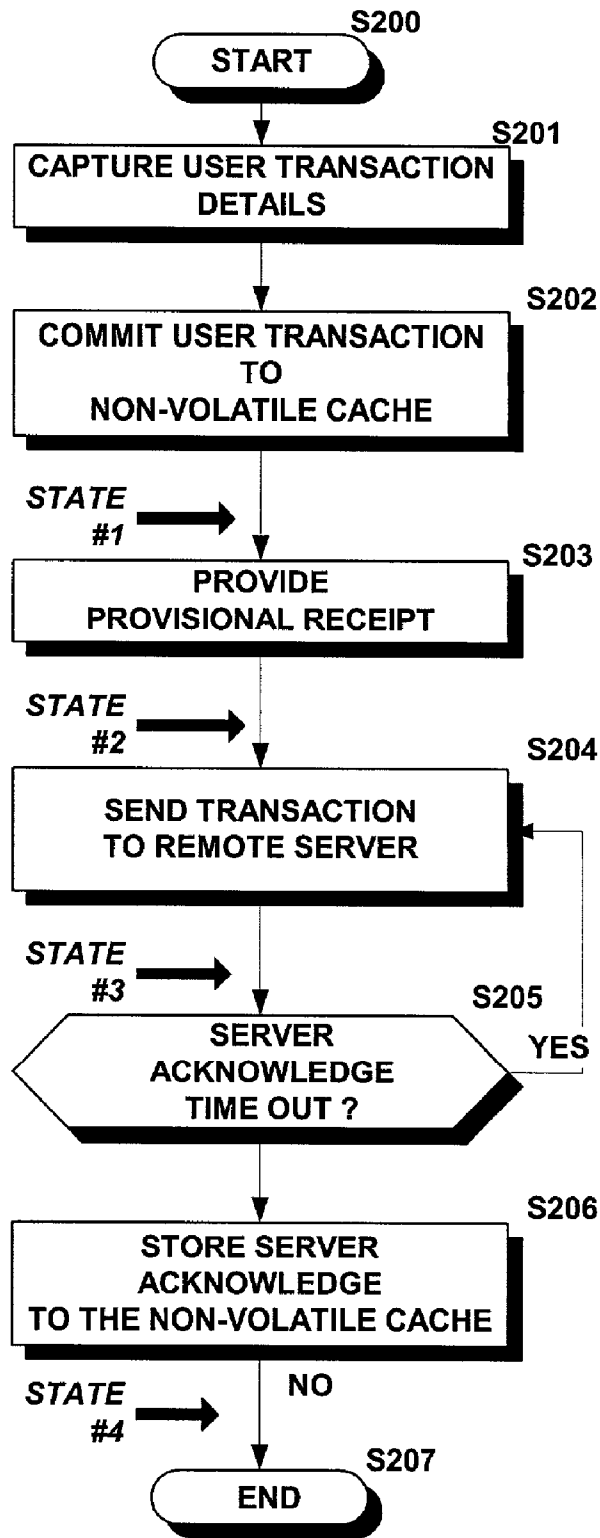 S200
START
S201
CAPTURE USER TRANSACTION
DETAILS
S202
COMMIT USER TRANSACTION
TO
NON-VOLATILE CACHE
STATE
#1
S203
PROVIDE
PROVISIONAL RECEIPT
STATE
#2
S204
SEND TRANSACTION
TO REMOTE SERVER
STATE
#3
S205
SERVER
ACKNOWLEDGE
TIME OUT ?
YES
S206
STORE SERVER
ACKNOWLEDGE
TO THE NON-VOLATILE CACHE
NO
STATE
#4
S207
END